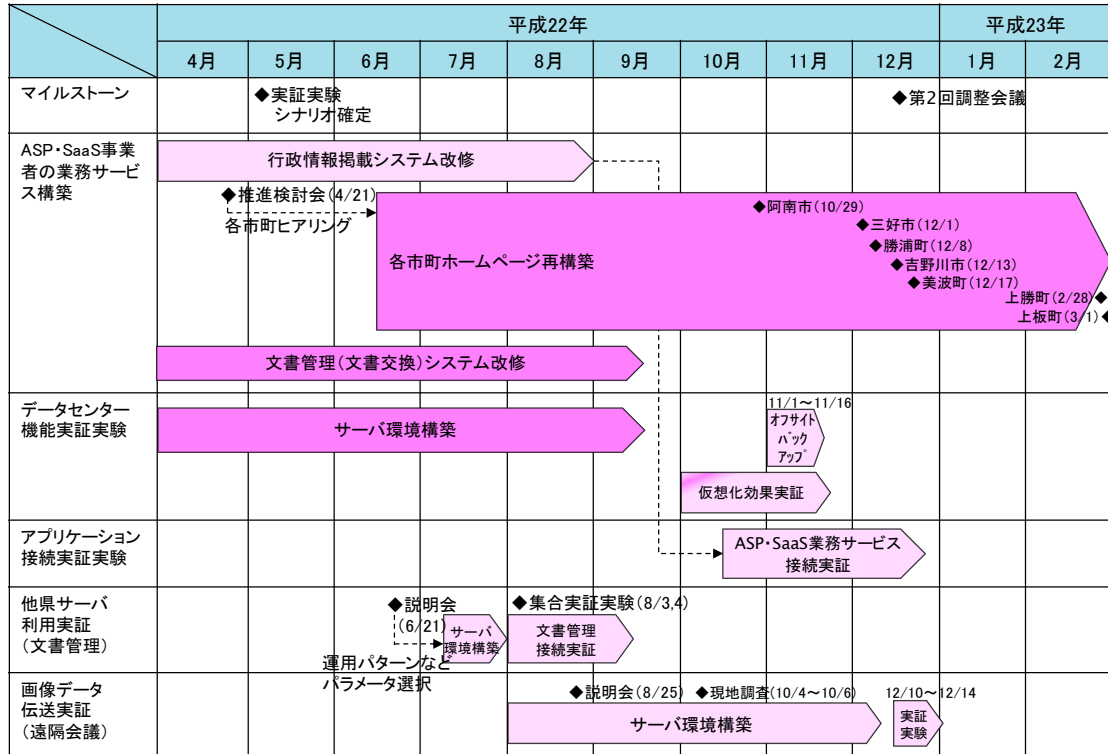 平成22年
平成23年
4月
5月
6月
7月
8月
9月
10月
11月
12月
1月
2月
マイルストーン
◆実証実験
シナリオ確定
◆第2回調整会議
ASP・SaaS事業
者の業務サービ
ス構築
行政情報掲載システム改修
◆推進検討会(4/21)
各市町ヒアリング
各市町ホームページ再構築
◆阿南市(10/29)
◆三好市(12/1)
◆勝浦町(12/8)
◆吉野川市(12/13)
◆美波町(12/17)
上勝町(2/28)◆
上板町(3/1)◆
文書管理(文書交換)システム改修
データセンター
機能実証実験
サーバ環境構築
11/1～11/16
オフサイト
バック
アップ
仮想化効果実証
アプリケーション
接続実証実験
ASP・SaaS業務サービス
接続実証
他県サーバ
利用実証
(文書管理)
◆説明会
(6/21)
サーバ
環境構築
運用パターンなど
パラメータ選択
◆集合実証実験(8/3,4)
文書管理
接続実証
画像データ
伝送実証
(遠隔会議)
◆説明会(8/25)
◆現地調査(10/4～10/6)
12/10～12/14
サーバ環境構築
実証
実験